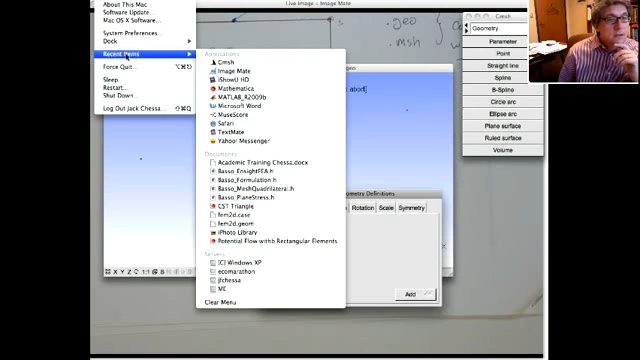 Live Image - Image Mate
About This Mac
Software Update...
Mac OS X Software...
System Preferences...
Dock
Recent Items
Force Quit...
Sleep
Restart...
Shut Down...
Log Out Jack Chessa...
Applications
Gmsh
Image Mate
iShowU HD
Mathematica
MATLAB_R2009b
Microsoft Word
MuseScore
Safari
TextMate
Yahoo! Messenger
Documents
Academic Training Chessa.docx
Basso_EnsightFEA.h
Basso_Formulation.h
Basso_MeshQuadrilateral.h
Basso_PlaneStress.h
CST Triangle
fem2d.case
fem2d.geom
iPhoto Library
Potential Flow withb Rectangular Elements
Servers
[C] Windows XP
ecomarathon
jfchessa
ME
Clear Menu
.geo
.msh
abort]
Rotation
Scale
Symmetry
Add
X Y Z 1:1 S
Gmsh
Geometry
Parameter
Point
Straight line
Spline
B-Spline
Circle arc
Ellipse arc
Plane surface
Ruled surface
Volume